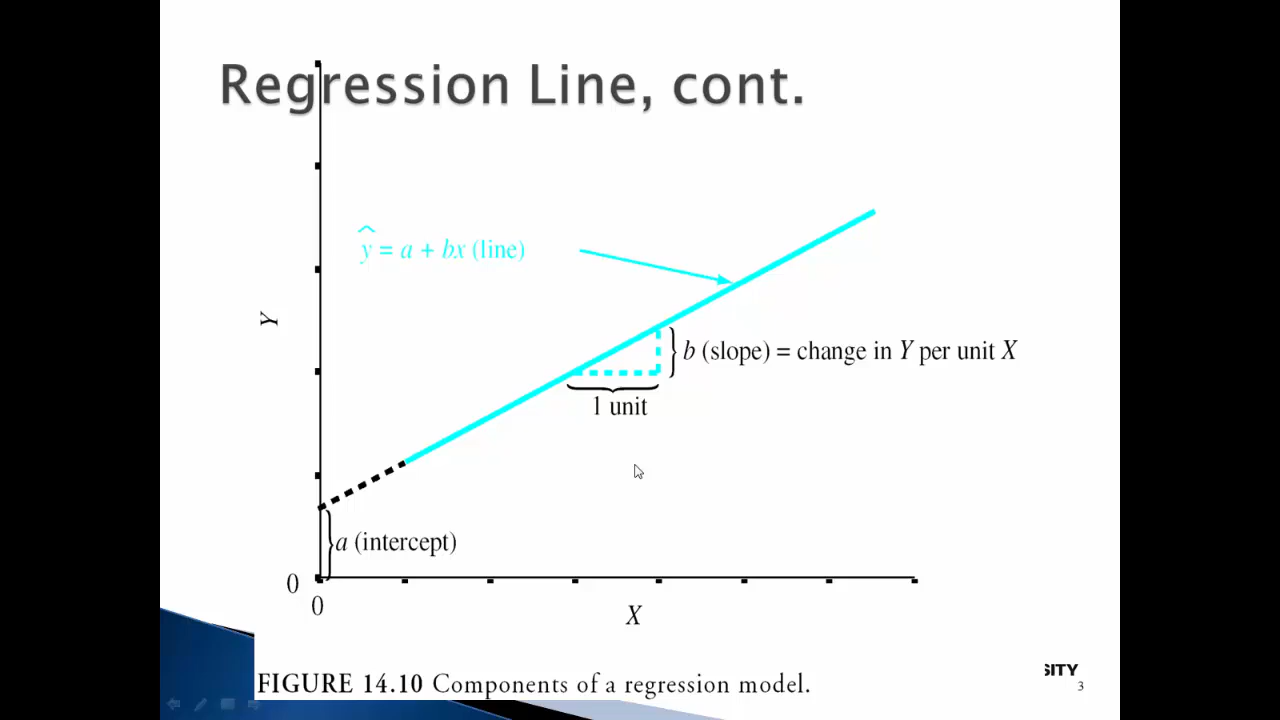 Regression Line, cont.
ŷ = a + bx (line)
Y
b (slope) = change in Y per unit X
1 unit
a (intercept)
0
0
X
FIGURE 14.10 Components of a regression model.
SITY
3